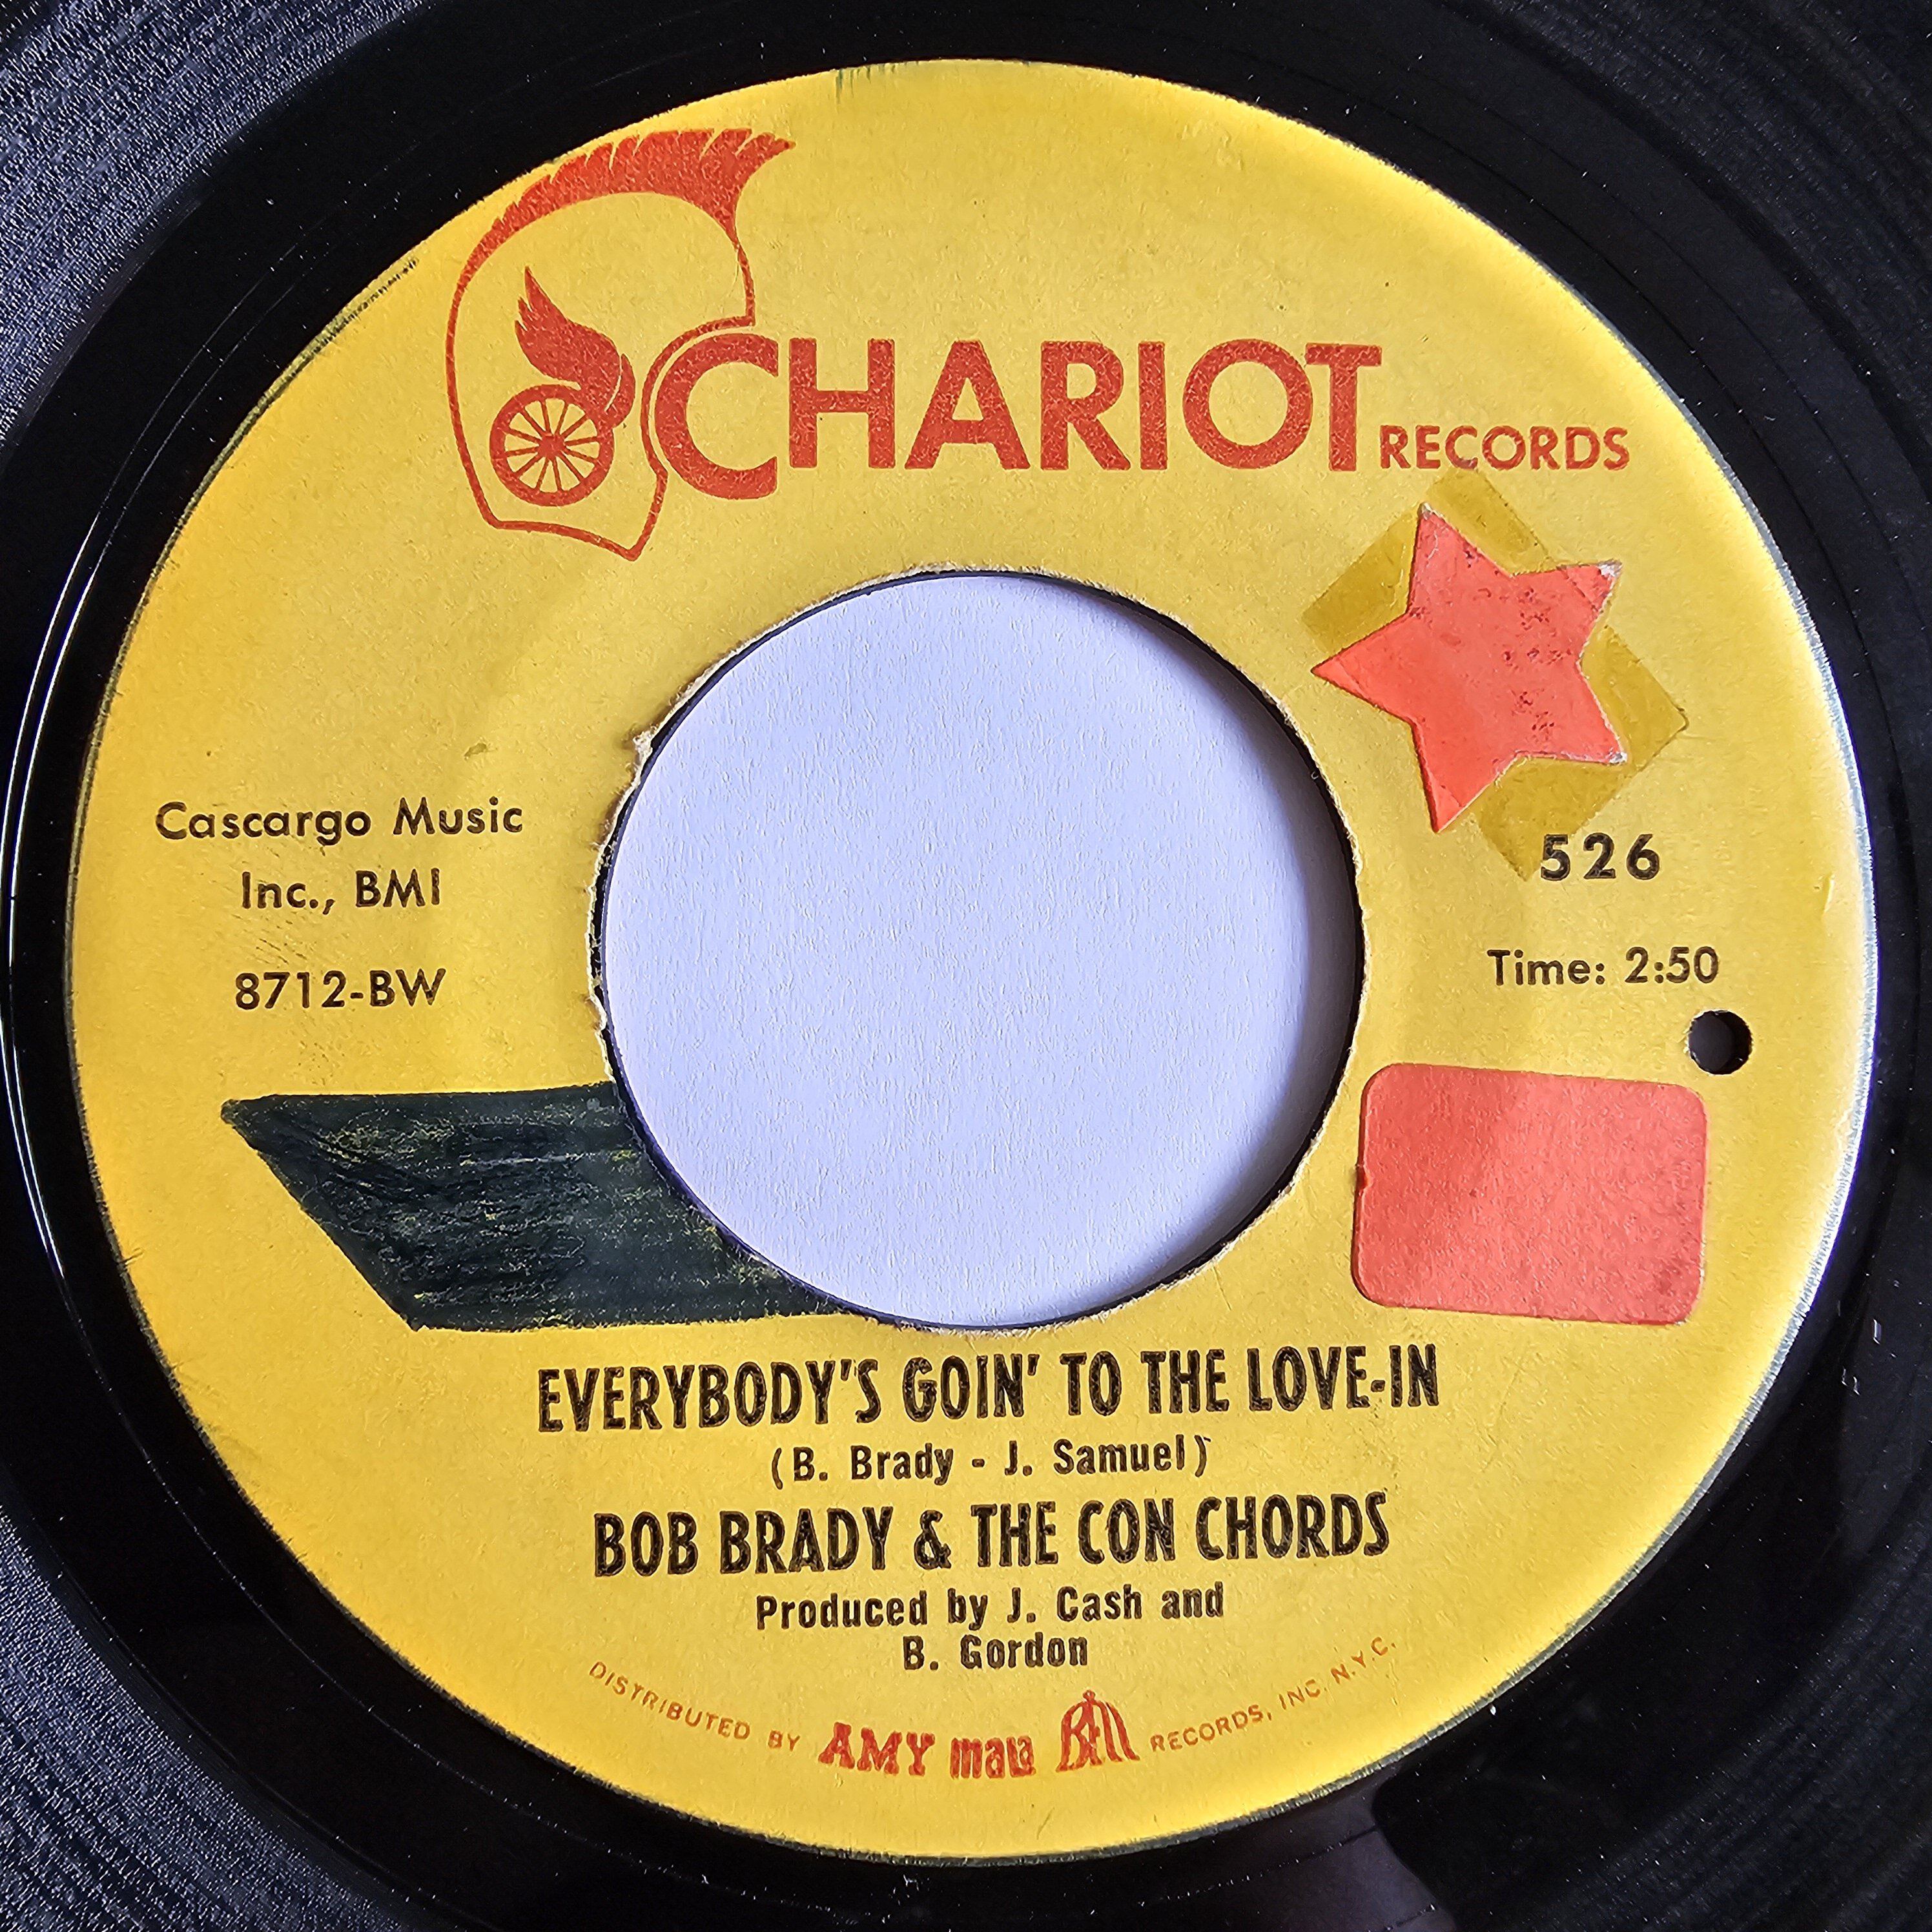 CHARIOT RECORDS
Cascargo Music
Inc., BMI
8712-BW
526
Time: 2:50
EVERYBODY'S GOIN' TO THE LOVE-IN
(B. Brady - J. Samuel)
BOB BRADY & THE CON CHORDS
Produced by J. Cash and
B. Gordon
DISTRIBUTED BY AMY mala BELL RECORDS, INC. N.Y.C.